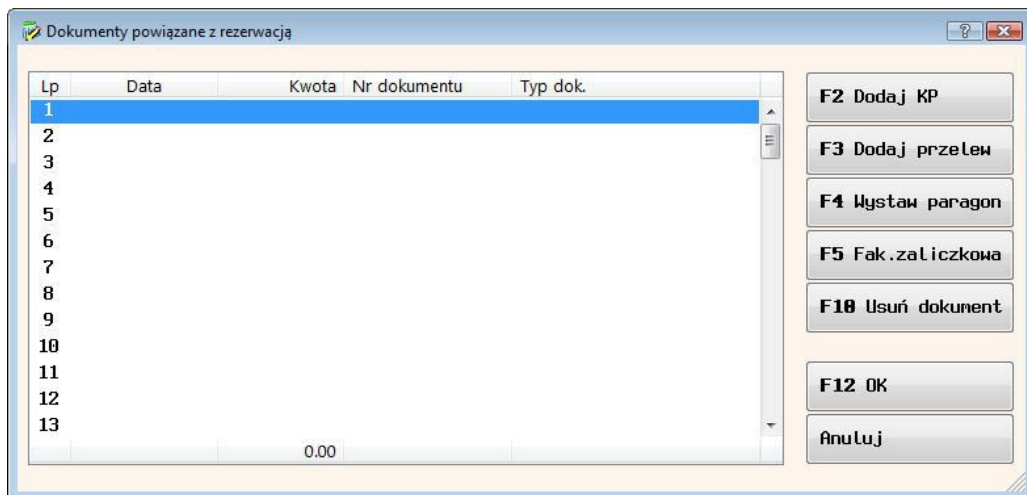 Dokumenty powiązane z rezerwacją
Lp Data Kwota Nr dokumentu Typ dok.
1
2
3
4
5
6
7
8
9
10
11
12
13
0.00
F2 Dodaj KP
F3 Dodaj przelew
F4 Wystaw paragon
F5 Fak.zaliczkowa
F10 Usuń dokument
F12 OK
Anuluj